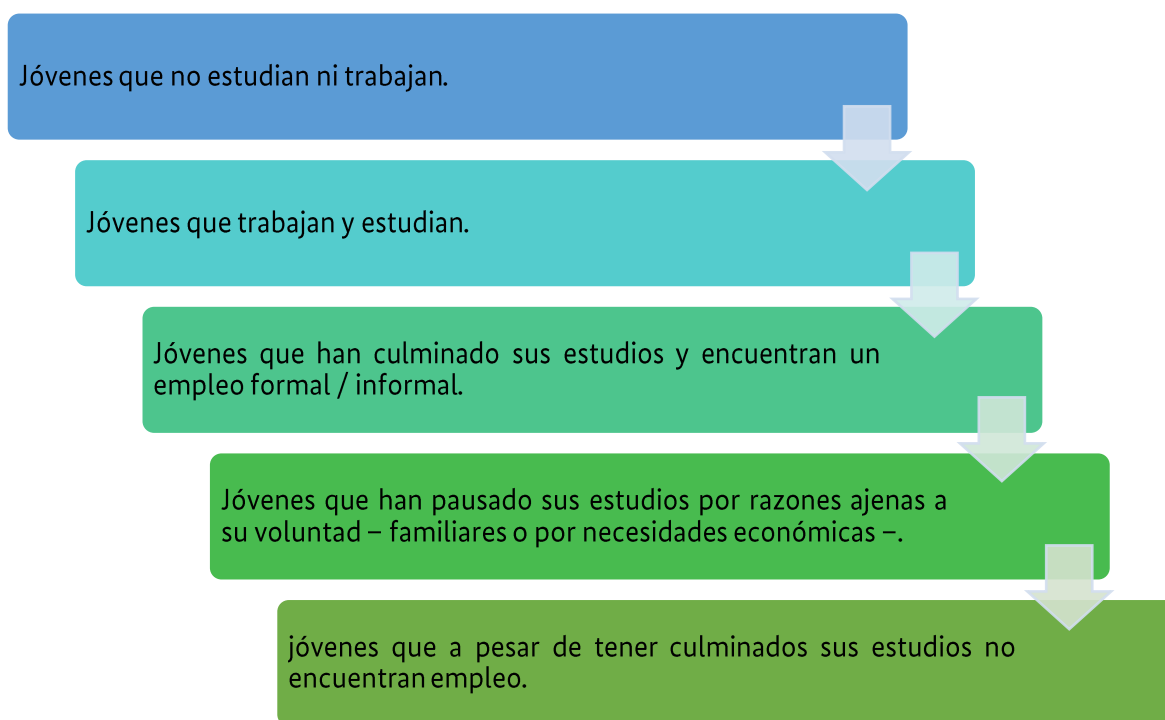 Jóvenes que no estudian ni trabajan.
Jóvenes que trabajan y estudian.
Jóvenes que han culminado sus estudios y encuentran un
empleo formal / informal.
Jóvenes que han pausado sus estudios por razones ajenas a
su voluntad – familiares o por necesidades económicas –.
jóvenes que a pesar de tener culminados sus estudios no
encuentran empleo.